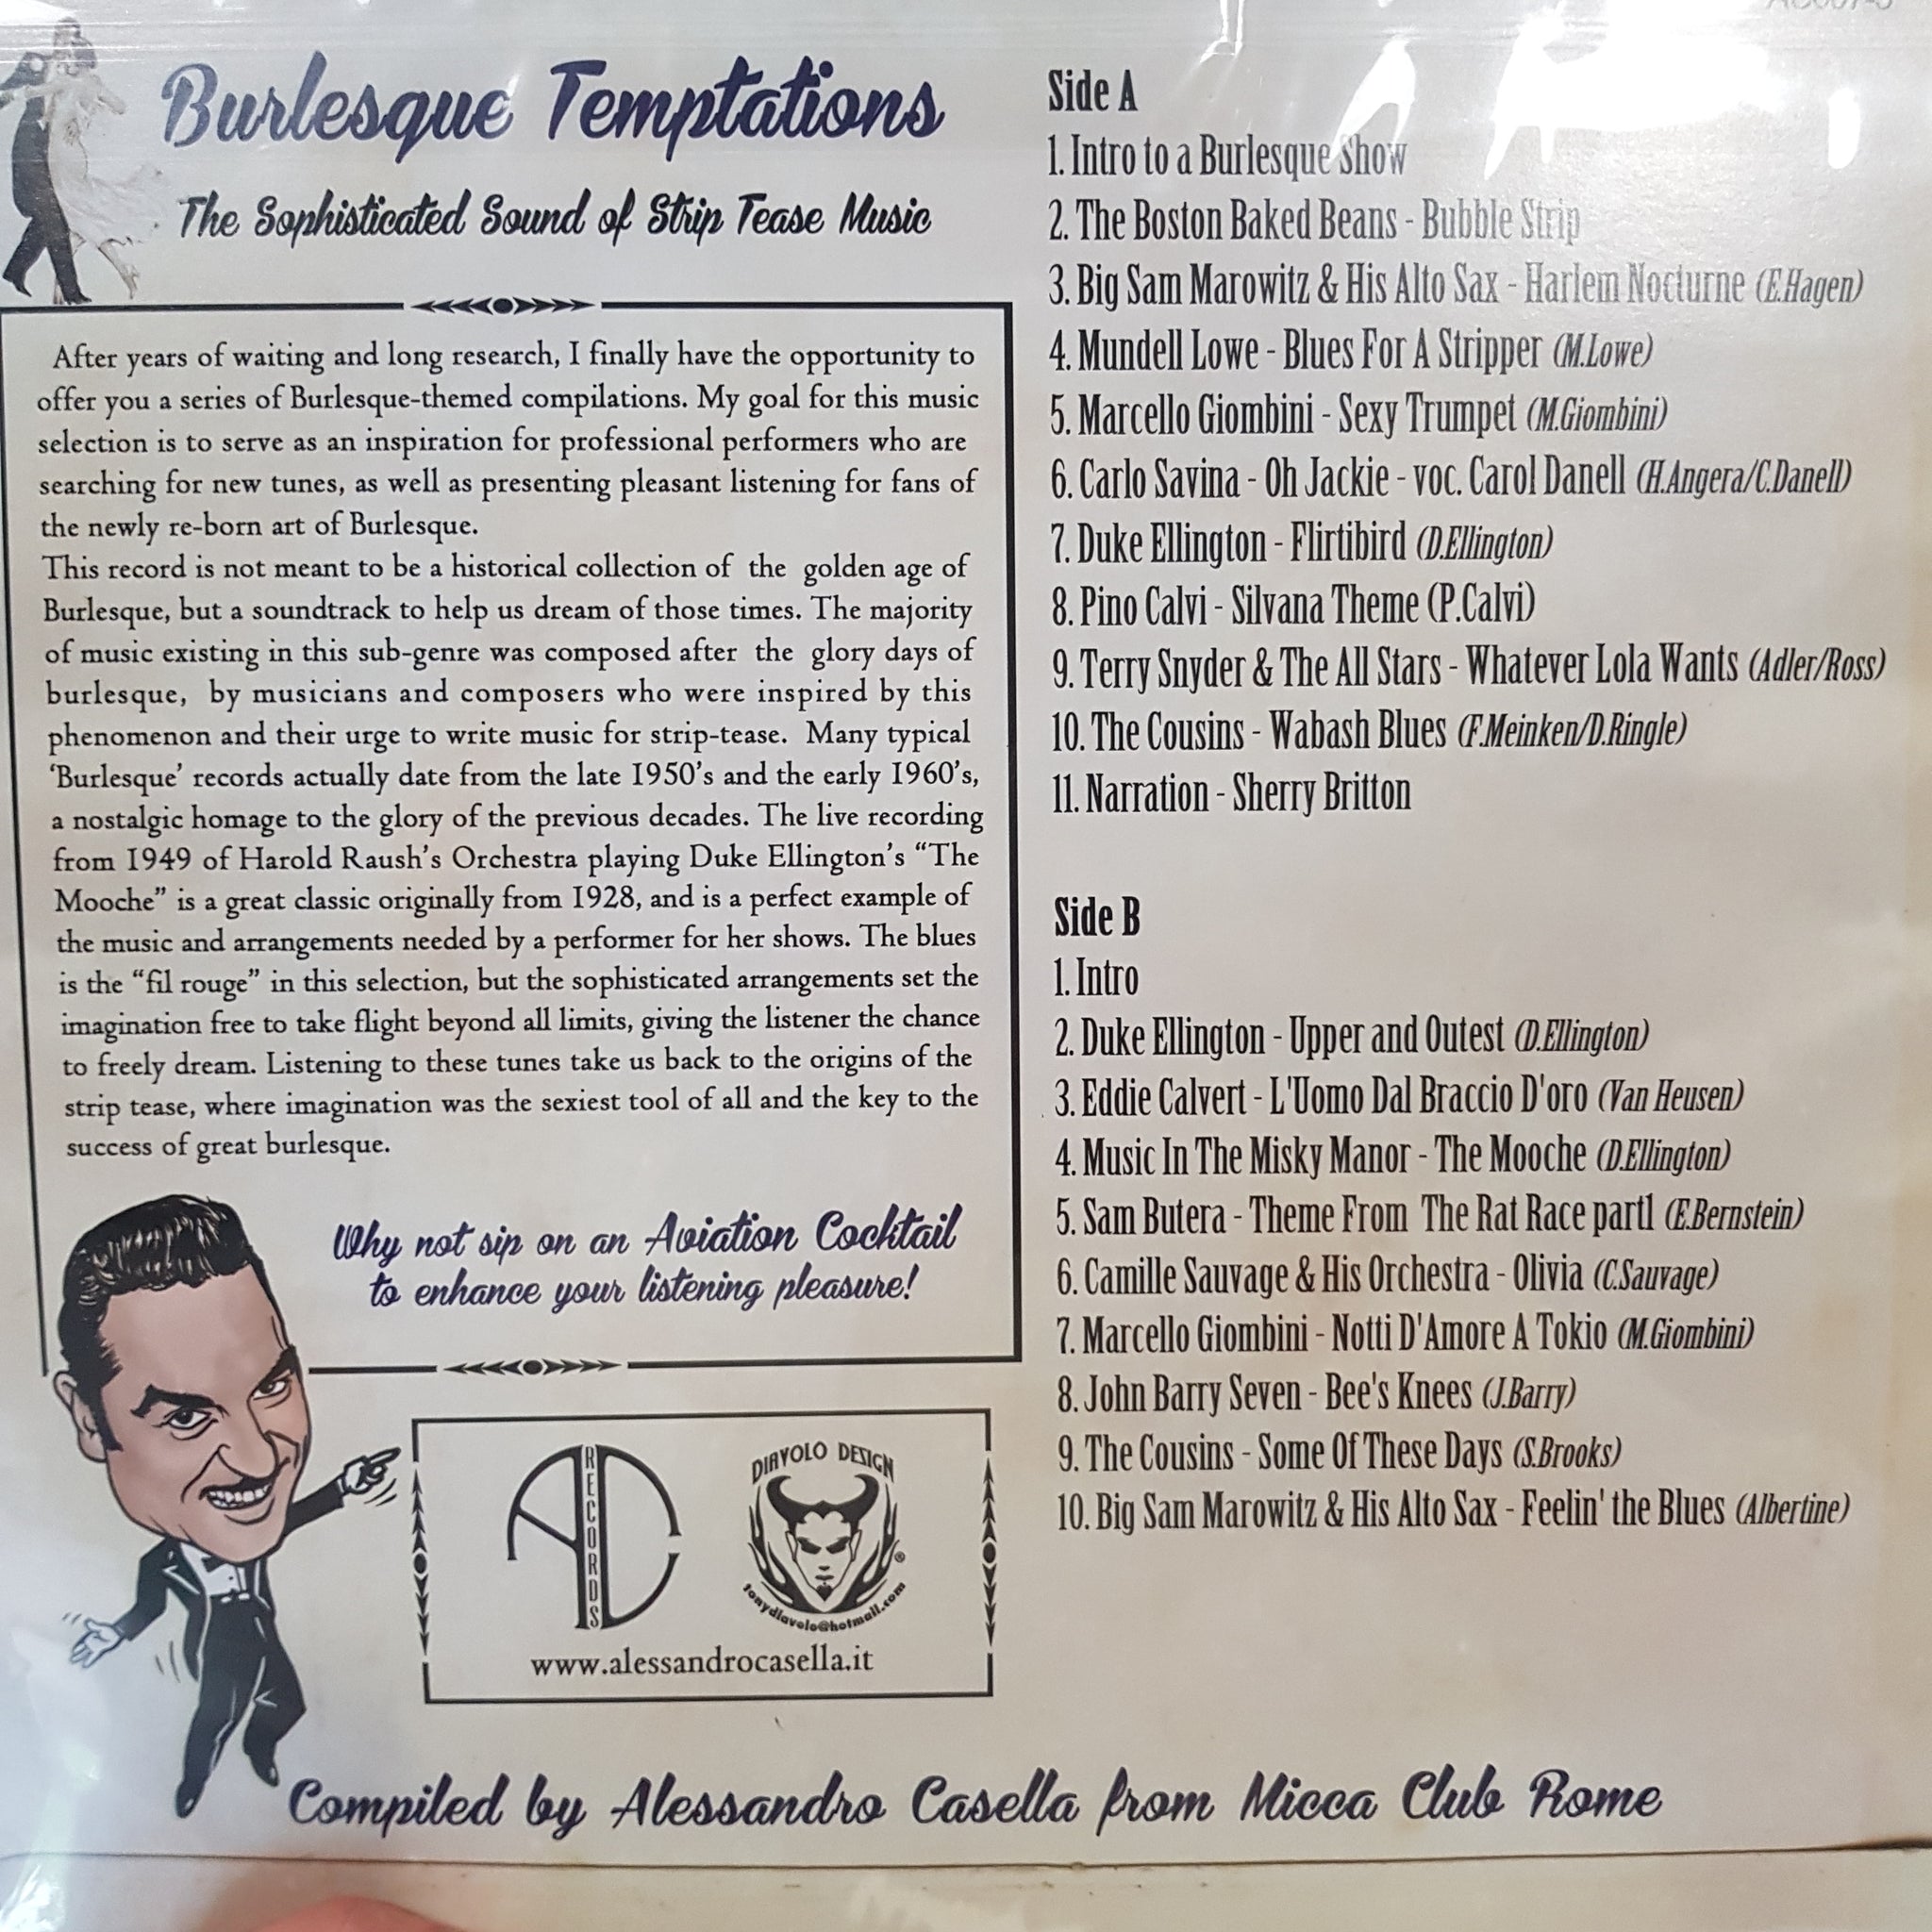 Burlesque Temptations
The Sophisticated Sound of Strip Tease Music
After years of waiting and long research, I finally have the opportunity to
offer you a series of Burlesque-themed compilations. My goal for this music
selection is to serve as an inspiration for professional performers who are
searching for new tunes, as well as presenting pleasant listening for fans of
the newly re-born art of Burlesque.
This record is not meant to be a historical collection of the golden age of
Burlesque, but a soundtrack to help us dream of those times. The majority
of music existing in this sub-genre was composed after the glory days of
burlesque, by musicians and composers who were inspired by this
phenomenon and their urge to write music for strip-tease. Many typical
‘Burlesque’ records actually date from the late 1950’s and the early 1960’s,
a nostalgic homage to the glory of the previous decades. The live recording
from 1949 of Harold Raush’s Orchestra playing Duke Ellington’s “The
Mooche” is a great classic originally from 1928, and is a perfect example of
the music and arrangements needed by a performer for her shows. The blues
is the “fil rouge” in this selection, but the sophisticated arrangements set the
imagination free to take flight beyond all limits, giving the listener the chance
to freely dream. Listening to these tunes take us back to the origins of the
strip tease, where imagination was the sexiest tool of all and the key to the
success of great burlesque.
Why not sip on an Aviation Cocktail
to enhance your listening pleasure!
RECORDS
DIAVOLO DESIGN
®
tonydiavolo@hotmail.com
www.alessandrocasella.it
Side A
1. Intro to a Burlesque Show
2. The Boston Baked Beans - Bubble Strip
3. Big Sam Marowitz & His Alto Sax - Harlem Nocturne (E.Hagen)
4. Mundell Lowe - Blues For A Stripper (M.Lowe)
5. Marcello Giombini - Sexy Trumpet (M.Giombini)
6. Carlo Savina - Oh Jackie - voc. Carol Danell (H.Angera/C.Danell)
7. Duke Ellington - Flirtibird (D.Ellington)
8. Pino Calvi - Silvana Theme (P.Calvi)
9. Terry Snyder & The All Stars - Whatever Lola Wants (Adler/Ross)
10. The Cousins - Wabash Blues (F.Meinken/D.Ringle)
11. Narration - Sherry Britton
Side B
1. Intro
2. Duke Ellington - Upper and Outest (D.Ellington)
3. Eddie Calvert - L'Uomo Dal Braccio D'oro (Van Heusen)
4. Music In The Misky Manor - The Mooche (D.Ellington)
5. Sam Butera - Theme From The Rat Race part1 (E.Bernstein)
6. Camille Sauvage & His Orchestra - Olivia (C.Sauvage)
7. Marcello Giombini - Notti D'Amore A Tokio (M.Giombini)
8. John Barry Seven - Bee's Knees (J.Barry)
9. The Cousins - Some Of These Days (S.Brooks)
10. Big Sam Marowitz & His Alto Sax - Feelin' the Blues (Albertine)
Compiled by Alessandro Casella from Micca Club Rome